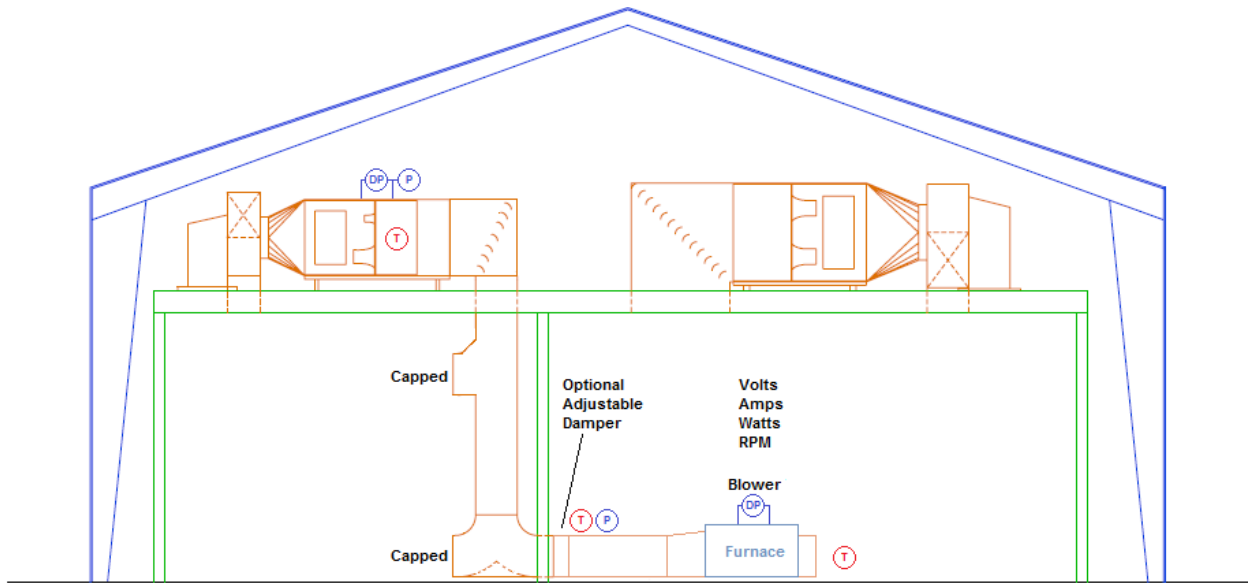 DP
P
T
Capped
Optional
Adjustable
Damper
Volts
Amps
Watts
RPM
Blower
DP
T
P
Capped
Furnace
T